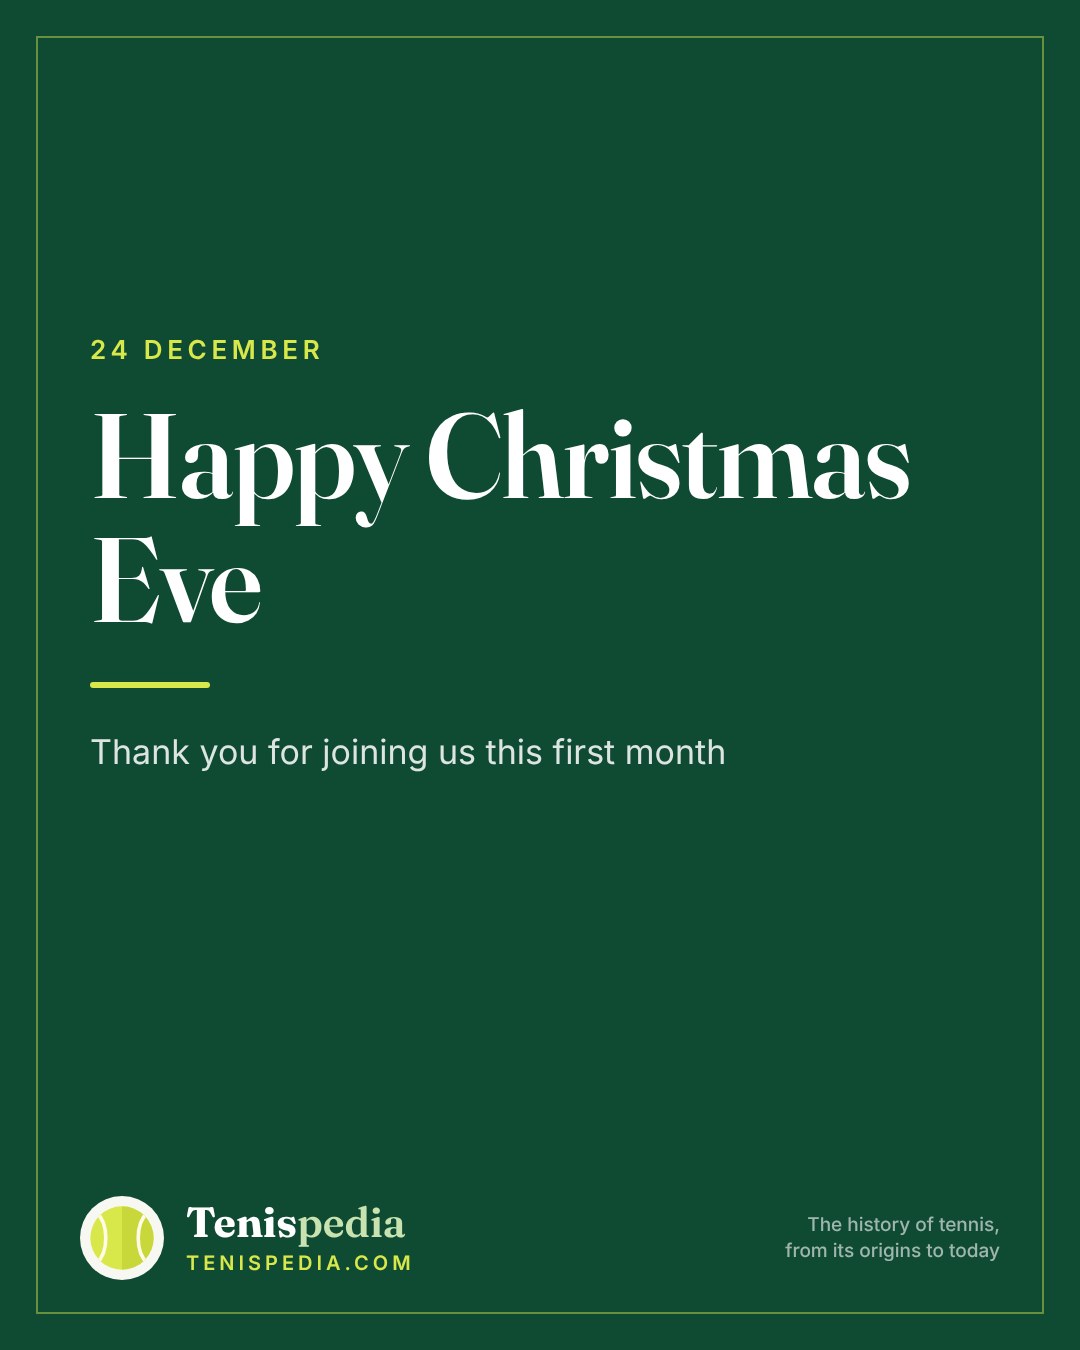 24 DECEMBER
Happy Christmas
Eve
Thank you for joining us this first month
Tenispedia
TENISPEDIA.COM
The history of tennis,
from its origins to today